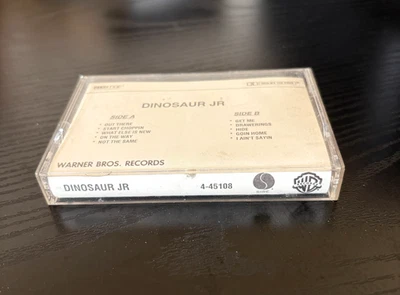 DINOSAUR JR
SIDE A
OUT THERE
START CHOPPIN
WHAT ELSE IS NEW
ON THE WAY
NOT THE SAME
SIDE B
GET ME
DRAWERINGS
HIDE
GOIN HOME
I AIN'T SAYIN
WARNER BROS. RECORDS
DINOSAUR JR 4-45108